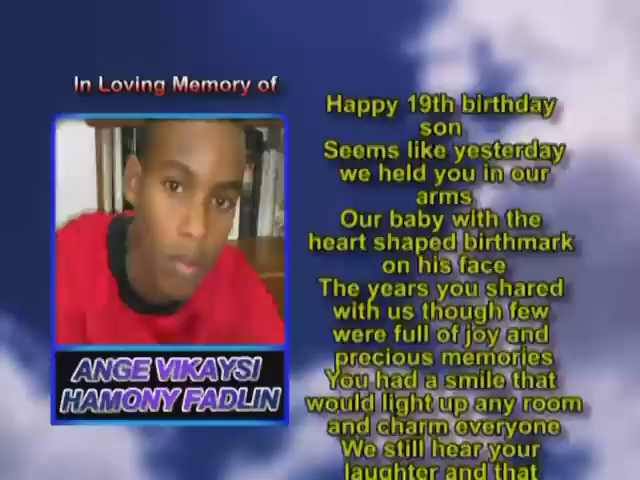 In Loving Memory of
ANGE VIKAYSI
HAMONY FADLIN
Happy 19th birthday
son
Seems like yesterday
we held you in our
arms
Our baby with the
heart shaped birthmark
on his face
The years you shared
with us though few
were full of joy and
precious memories
You had a smile that
would light up any room
and charm everyone
We still hear your
laughter and that